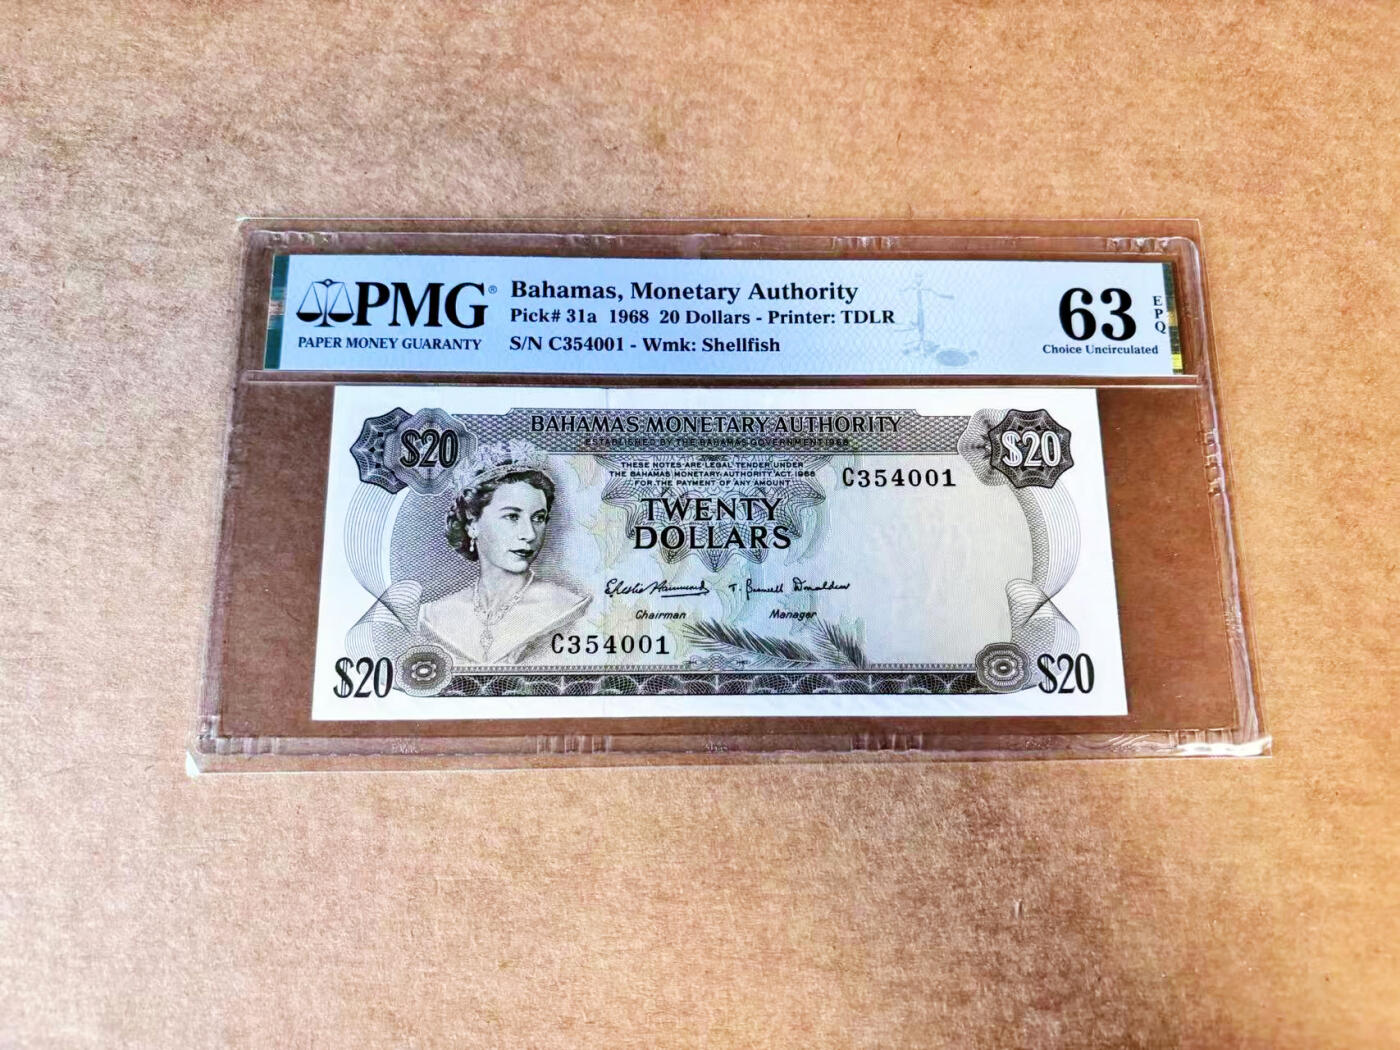 PMG®
PAPER MONEY GUARANTY
Bahamas, Monetary Authority
Pick# 31a 1968 20 Dollars - Printer: TDLR
S/N C354001 - Wmk: Shellfish
63 EPQ
Choice Uncirculated
$20
BAHAMAS MONETARY AUTHORITY
$20
ESTABLISHED BY THE BAHAMAS GOVERNMENT 1968
THESE NOTES ARE LEGAL TENDER UNDER
THE BAHAMAS MONETARY AUTHORITY ACT 1968
FOR THE PAYMENT OF ANY AMOUNT
C354001
TWENTY
DOLLARS
Chairman
Manager
C354001
$20
$20